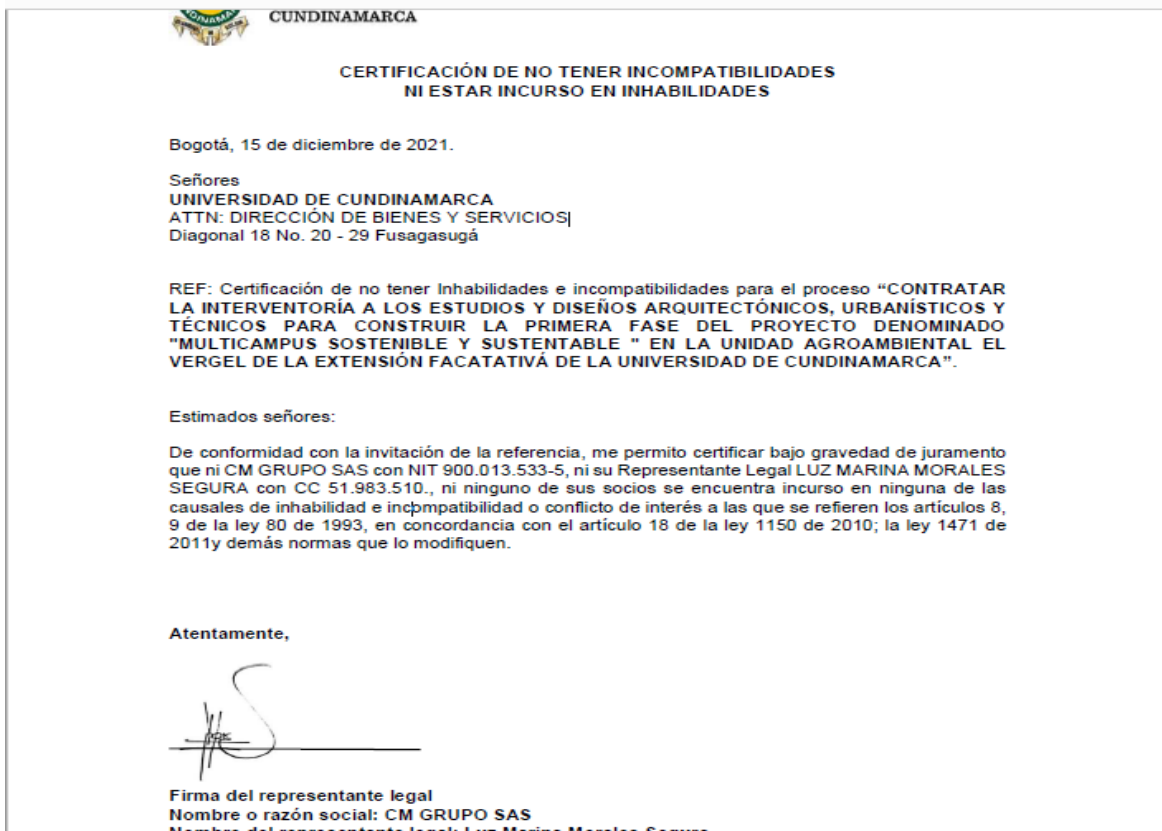 CUNDINAMARCA
CERTIFICACIÓN DE NO TENER INCOMPATIBILIDADES
NI ESTAR INCURSO EN INHABILIDADES
Bogotá, 15 de diciembre de 2021.
Señores
UNIVERSIDAD DE CUNDINAMARCA
ATTN: DIRECCIÓN DE BIENES Y SERVICIOS
Diagonal 18 No. 20 - 29 Fusagasugá
REF: Certificación de no tener Inhabilidades e incompatibilidades para el proceso “CONTRATAR
LA INTERVENTORÍA A LOS ESTUDIOS Y DISEÑOS ARQUITECTÓNICOS, URBANÍSTICOS Y
TÉCNICOS PARA CONSTRUIR LA PRIMERA FASE DEL PROYECTO DENOMINADO
"MULTICAMPUS SOSTENIBLE Y SUSTENTABLE " EN LA UNIDAD AGROAMBIENTAL EL
VERGEL DE LA EXTENSIÓN FACATATIVÁ DE LA UNIVERSIDAD DE CUNDINAMARCA”.
Estimados señores:
De conformidad con la invitación de la referencia, me permito certificar bajo gravedad de juramento
que ni CM GRUPO SAS con NIT 900.013.533-5, ni su Representante Legal LUZ MARINA MORALES
SEGURA con CC 51.983.510., ni ninguno de sus socios se encuentra incurso en ninguna de las
causales de inhabilidad e incompatibilidad o conflicto de interés a las que se refieren los artículos 8,
9 de la ley 80 de 1993, en concordancia con el artículo 18 de la ley 1150 de 2010; la ley 1471 de
2011y demás normas que lo modifiquen.
Atentamente,
Firma del representante legal
Nombre o razón social: CM GRUPO SAS
Nombre del representante legal: Luz Marina Morales Segura